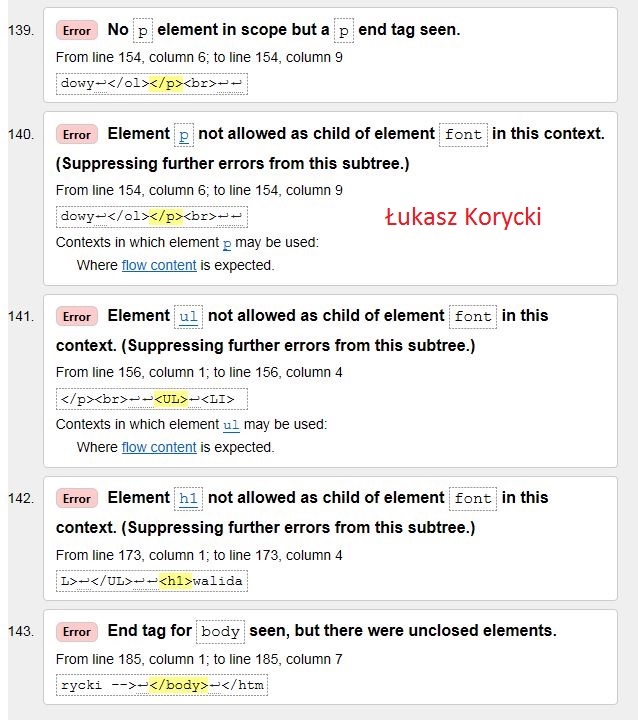 139. Error No p element in scope but a p end tag seen.
From line 154, column 6; to line 154, column 9
dowy↩</ol></p><br>↩↩
140. Error Element p not allowed as child of element font in this context.
(Suppressing further errors from this subtree.)
From line 154, column 6; to line 154, column 9
dowy↩</ol></p><br>↩↩
Łukasz Korycki
Contexts in which element p may be used:
Where flow content is expected.
141. Error Element ul not allowed as child of element font in this
context. (Suppressing further errors from this subtree.)
From line 156, column 1; to line 156, column 4
</p><br>↩↩<UL>↩<LI>
Contexts in which element ul may be used:
Where flow content is expected.
142. Error Element h1 not allowed as child of element font in this
context. (Suppressing further errors from this subtree.)
From line 173, column 1; to line 173, column 4
L>↩</UL>↩↩<h1>walida
143. Error End tag for body seen, but there were unclosed elements.
From line 185, column 1; to line 185, column 7
rycki -->↩</body>↩</htm